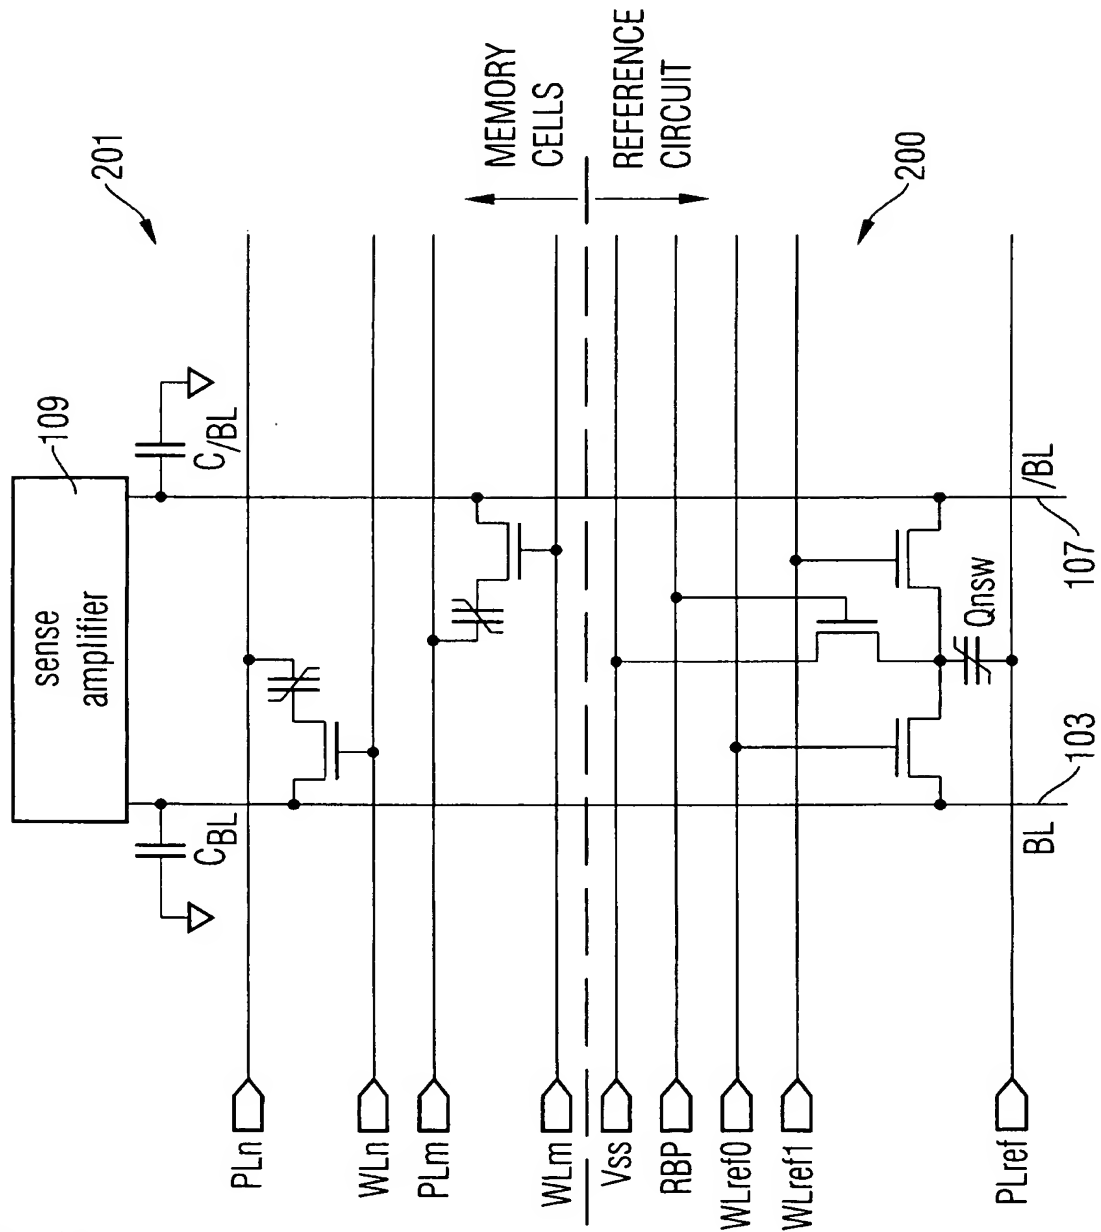 201
MEMORY
CELLS
REFERENCE
CIRCUIT
200
109
sense
amplifier
C/BL
CBL
Qnsw
/BL
107
BL
103
PLn
WLn
PLm
WLm
Vss
RBP
WLref0
WLref1
PLref